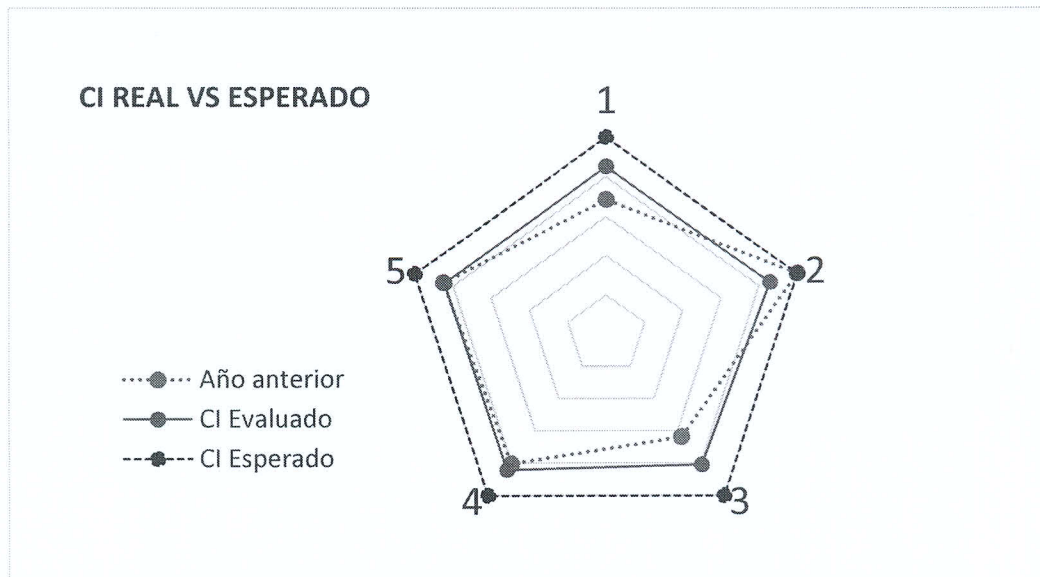 CI REAL VS ESPERADO
1
2
3
4
5
Año anterior
CI Evaluado
CI Esperado